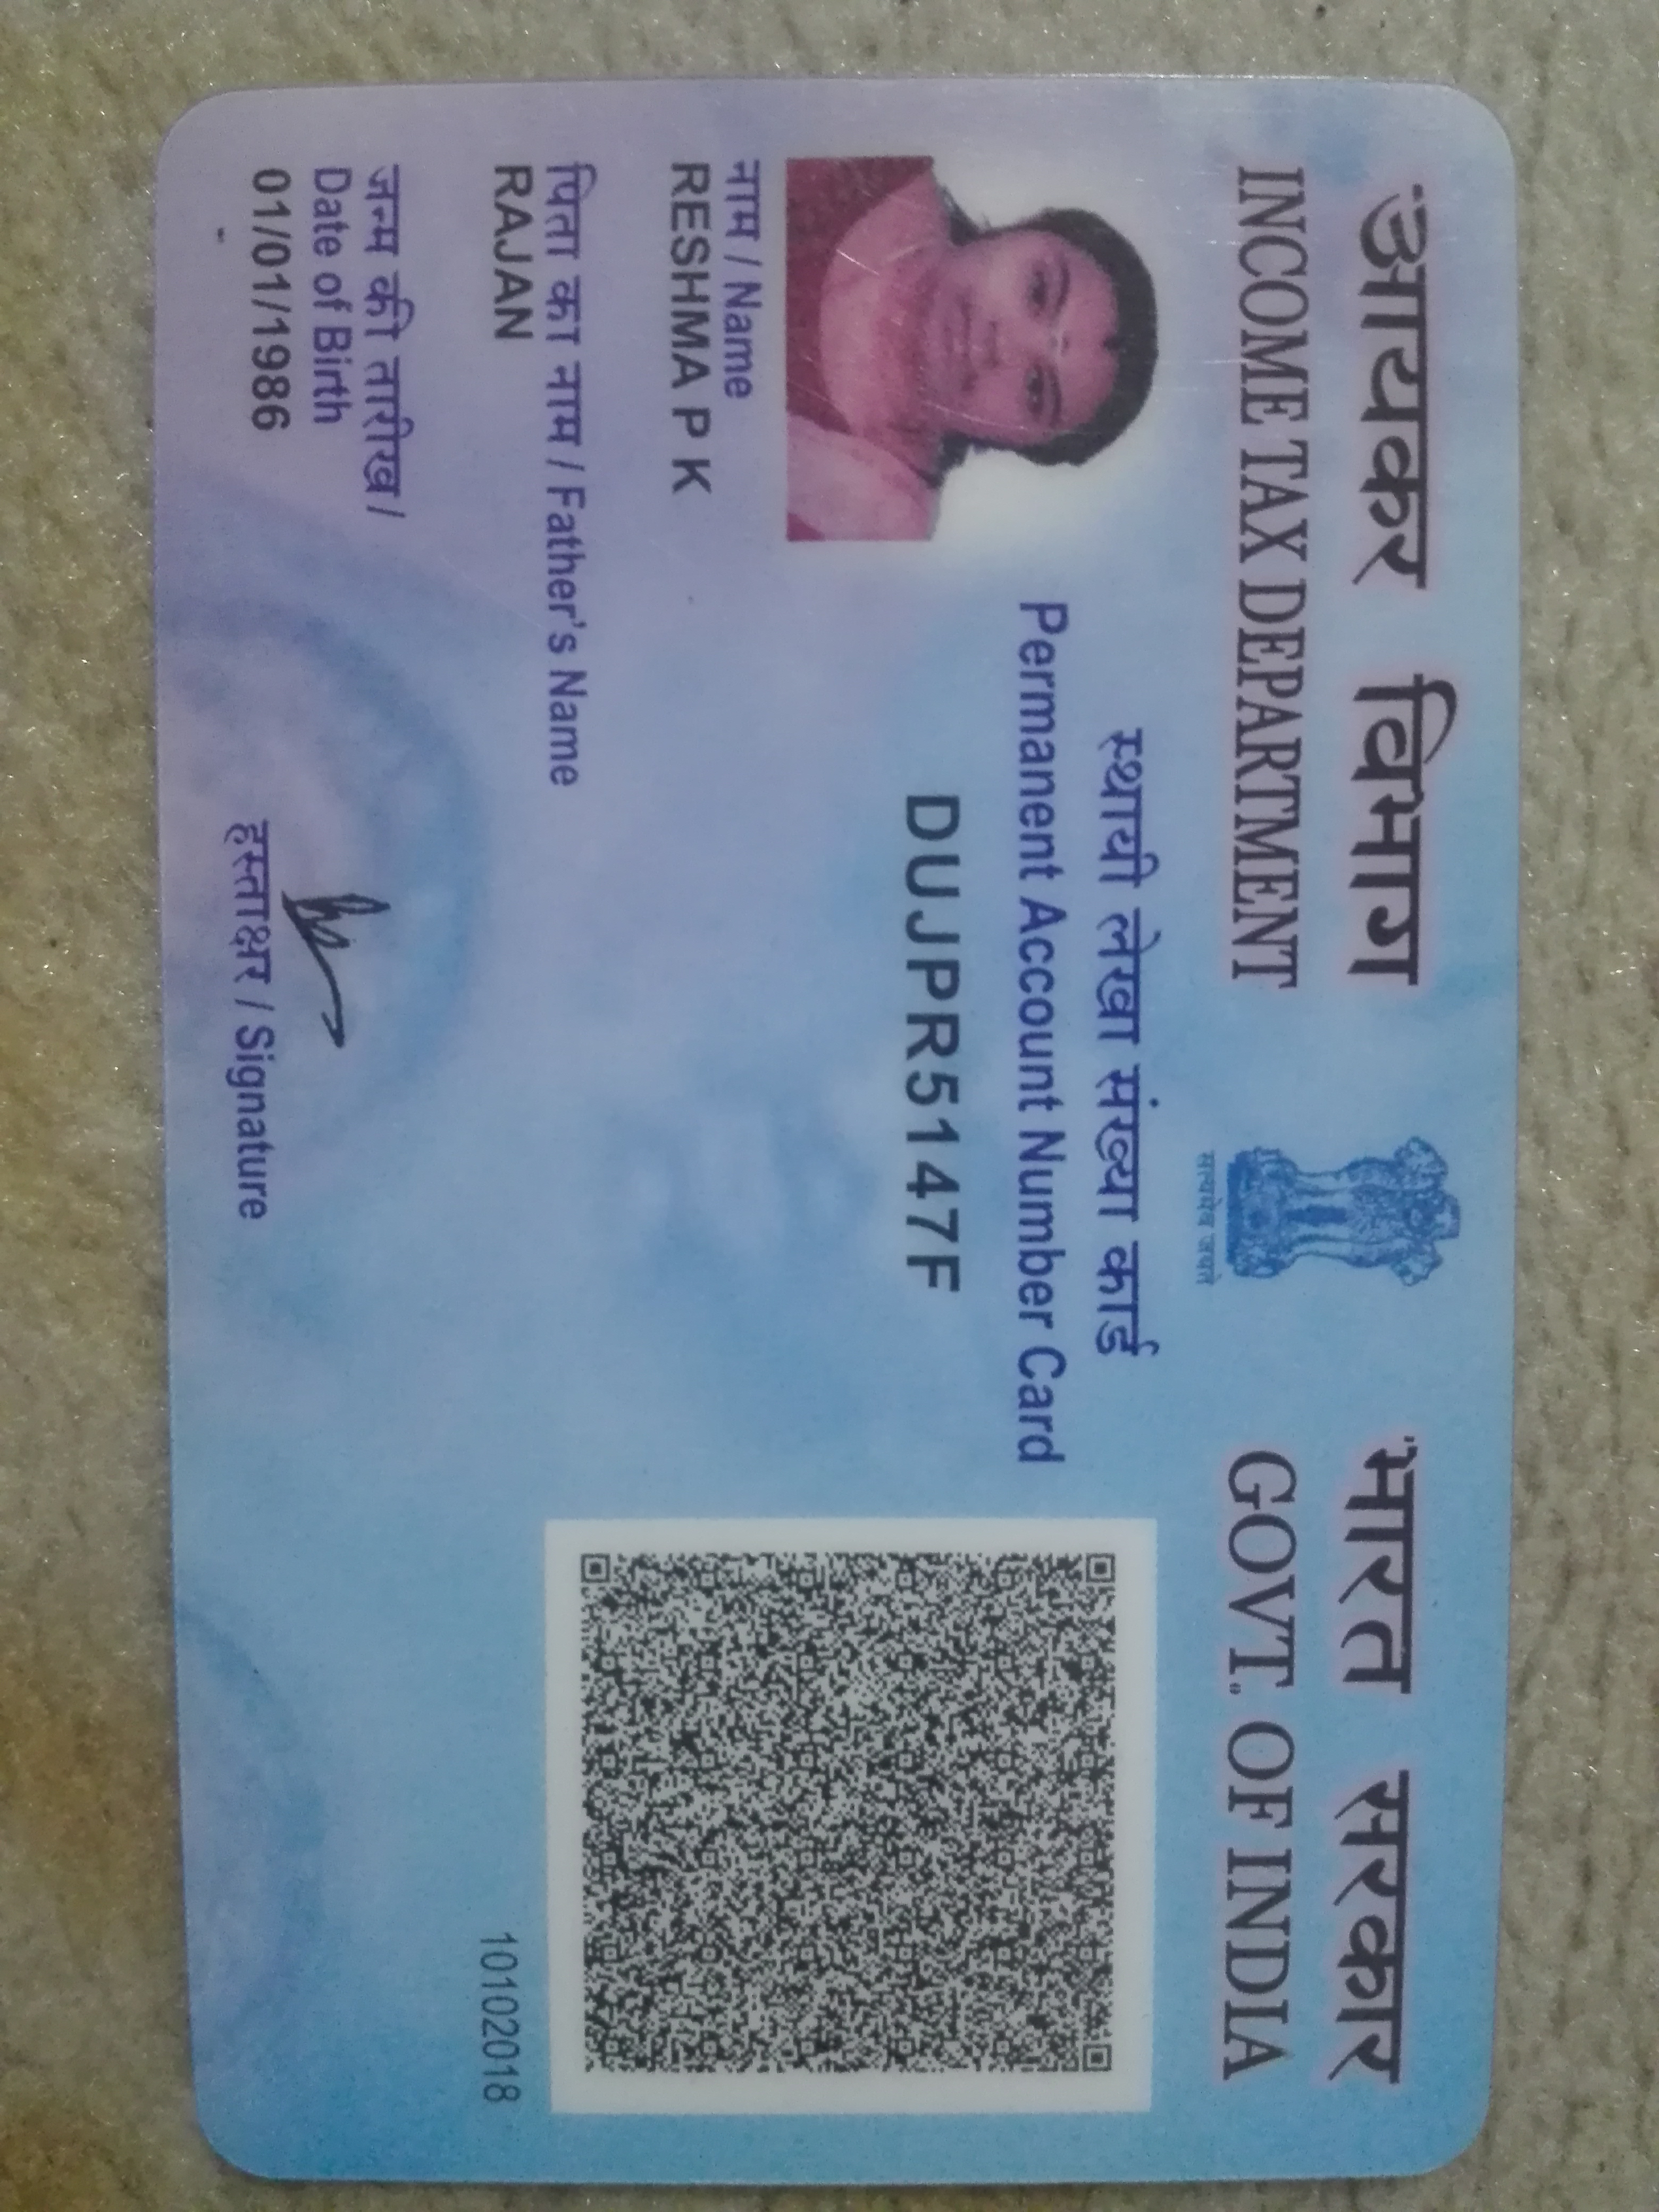 आयकर विभाग
INCOME TAX DEPARTMENT
सत्यमेव जयते
भारत सरकार
GOVT. OF INDIA
स्थायी लेखा संख्या कार्ड
Permanent Account Number Card
DUJPR5147F
नाम / Name
RESHMA P K
पिता का नाम / Father's Name
RAJAN
जन्म की तारीख /
Date of Birth
01/01/1986
हस्ताक्षर / Signature
10102018